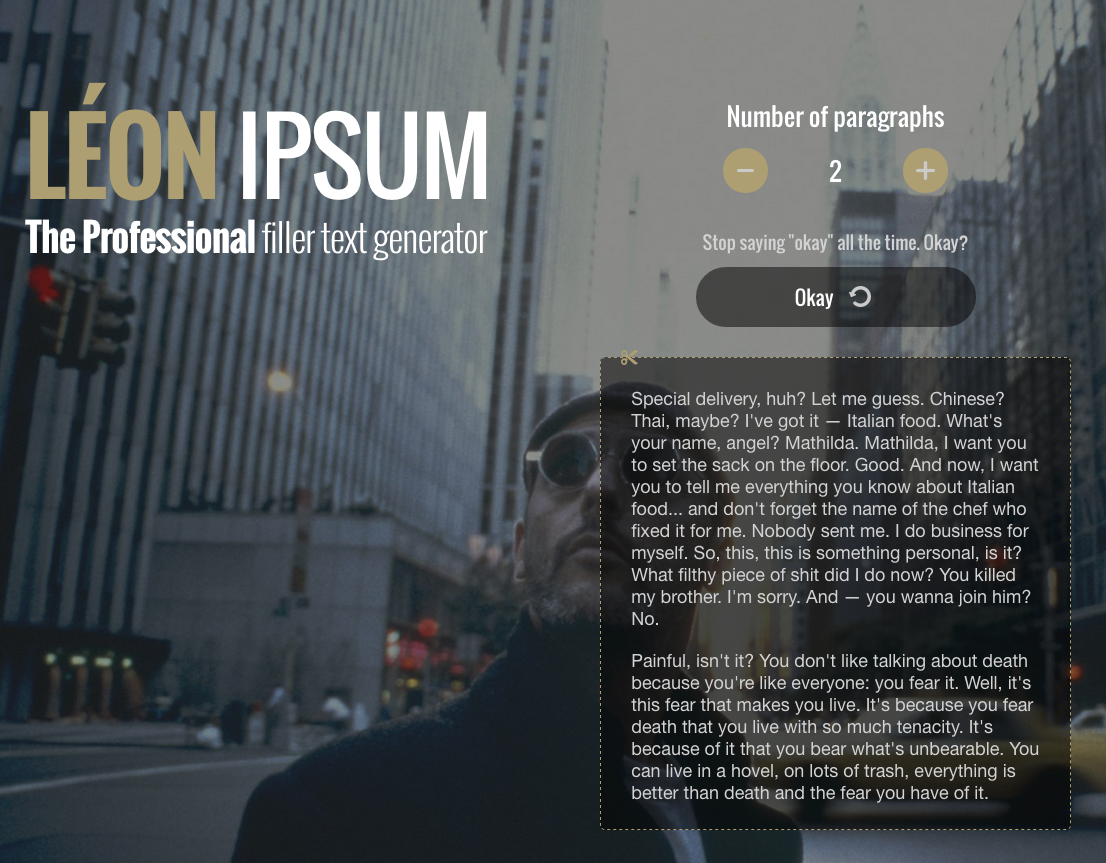 LÉON IPSUM
The Professional filler text generator
Number of paragraphs
2
Stop saying "okay" all the time. Okay?
Okay
Special delivery, huh? Let me guess. Chinese?
Thai, maybe? I've got it — Italian food. What's
your name, angel? Mathilda. Mathilda, I want you
to set the sack on the floor. Good. And now, I want
you to tell me everything you know about Italian
food... and don't forget the name of the chef who
fixed it for me. Nobody sent me. I do business for
myself. So, this, this is something personal, is it?
What filthy piece of shit did I do now? You killed
my brother. I'm sorry. And — you wanna join him?
No.
Painful, isn't it? You don't like talking about death
because you're like everyone: you fear it. Well, it's
this fear that makes you live. It's because you fear
death that you live with so much tenacity. It's
because of it that you bear what's unbearable. You
can live in a hovel, on lots of trash, everything is
better than death and the fear you have of it.